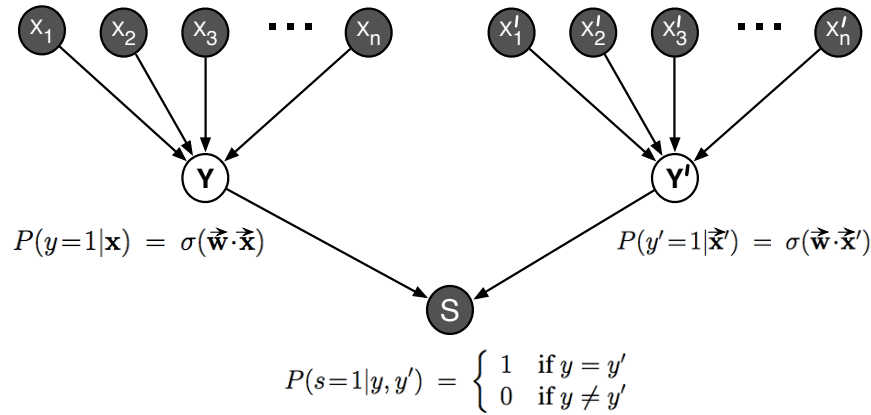 X₁ X₂ X₃ ... Xₙ X′₁ X′₂ X′₃ ... X′ₙ
Y Y′
P(y=1|x) = σ(w⃗·x⃗) P(y′=1|x⃗′) = σ(w⃗·x⃗′)
S
P(s=1|y, y′) = { 1 if y = y′
0 if y ≠ y′